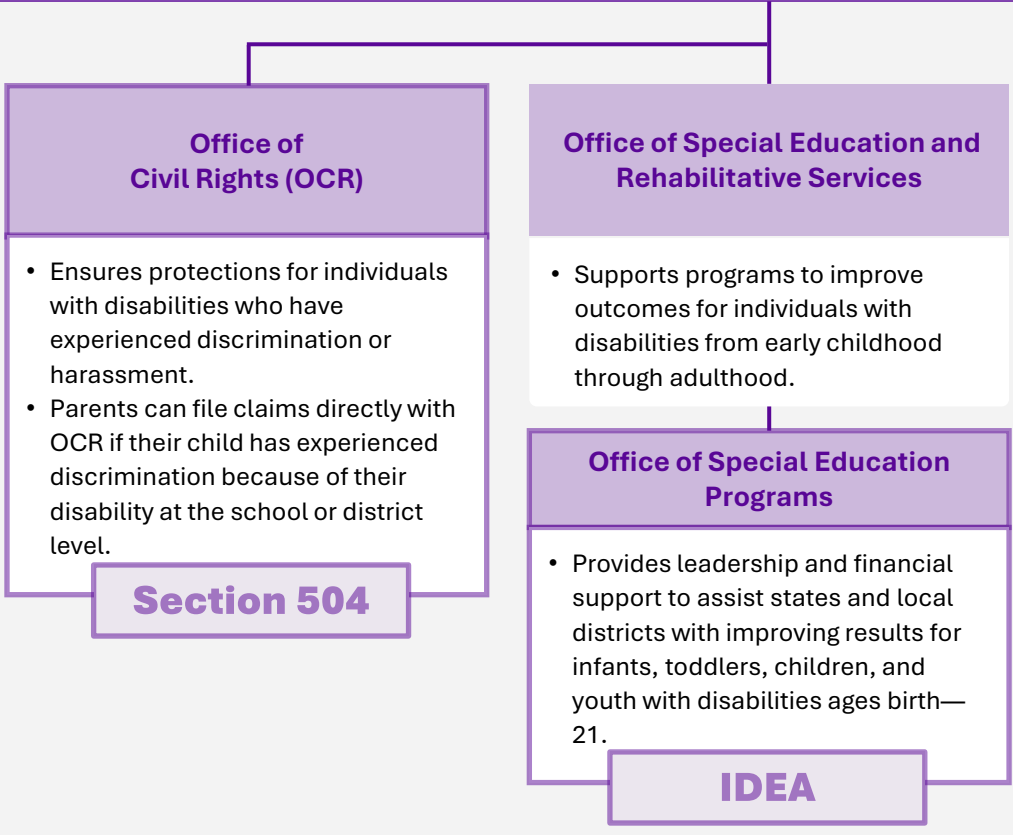 Office of
Civil Rights (OCR)
• Ensures protections for individuals
with disabilities who have
experienced discrimination or
harassment.
• Parents can file claims directly with
OCR if their child has experienced
discrimination because of their
disability at the school or district
level.
Section 504
Office of Special Education and
Rehabilitative Services
• Supports programs to improve
outcomes for individuals with
disabilities from early childhood
through adulthood.
Office of Special Education
Programs
• Provides leadership and financial
support to assist states and local
districts with improving results for
infants, toddlers, children, and
youth with disabilities ages birth—
21.
IDEA